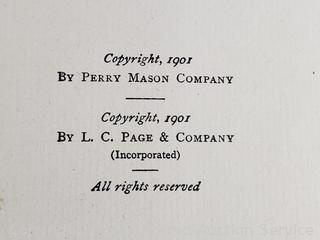 Copyright, 1901
By Perry Mason Company
Copyright, 1901
By L. C. Page & Company
(Incorporated)
All rights reserved